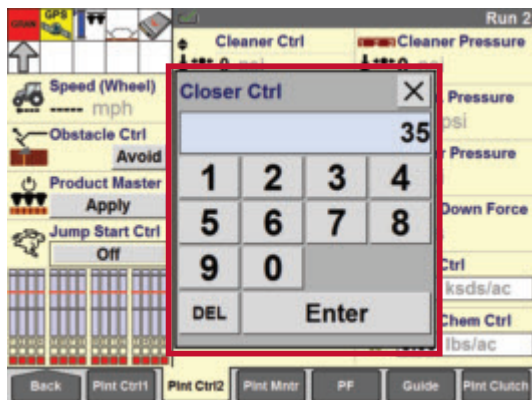 GRAN GPS
Run 2
Cleaner Ctrl
Cleaner Pressure
Speed (Wheel)
----- mph
Closer Ctrl
Pressure
35
psi
Obstacle Ctrl
Avoid
Pressure
1 2 3 4
Product Master
Apply
Down Force
5 6 7 8
Jump Start Ctrl
Off
9 0
Ctrl
ksds/ac
DEL Enter
Chem Ctrl
lbs/ac
Back Plnt Ctrl1 Plnt Ctrl2 Plnt Mntr PF Guide Plnt Clutch